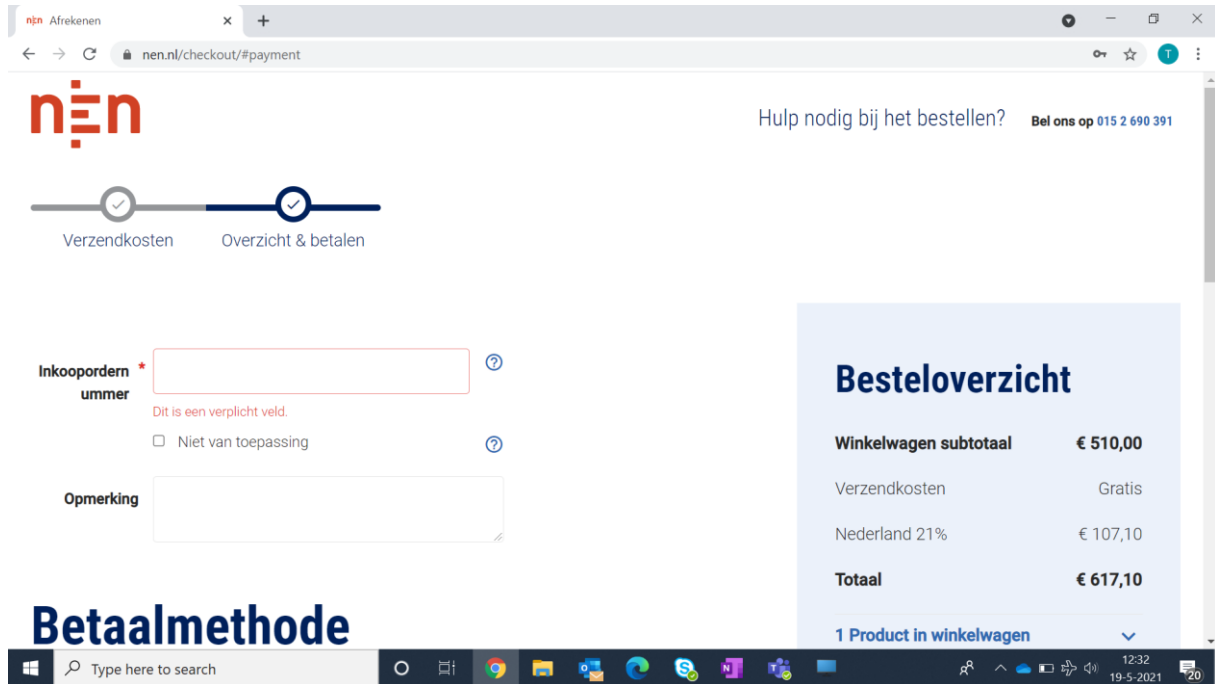 nen Afrekenen
nen.nl/checkout/#payment
T
nen
Hulp nodig bij het bestellen? Bel ons op 015 2 690 391
Verzendkosten Overzicht & betalen
Inkoopordern
ummer *
Dit is een verplicht veld.
Niet van toepassing
Opmerking
Betaalmethode
Besteloverzicht
Winkelwagen subtotaal € 510,00
Verzendkosten Gratis
Nederland 21% € 107,10
Totaal € 617,10
1 Product in winkelwagen
Type here to search
12:32
19-5-2021
20